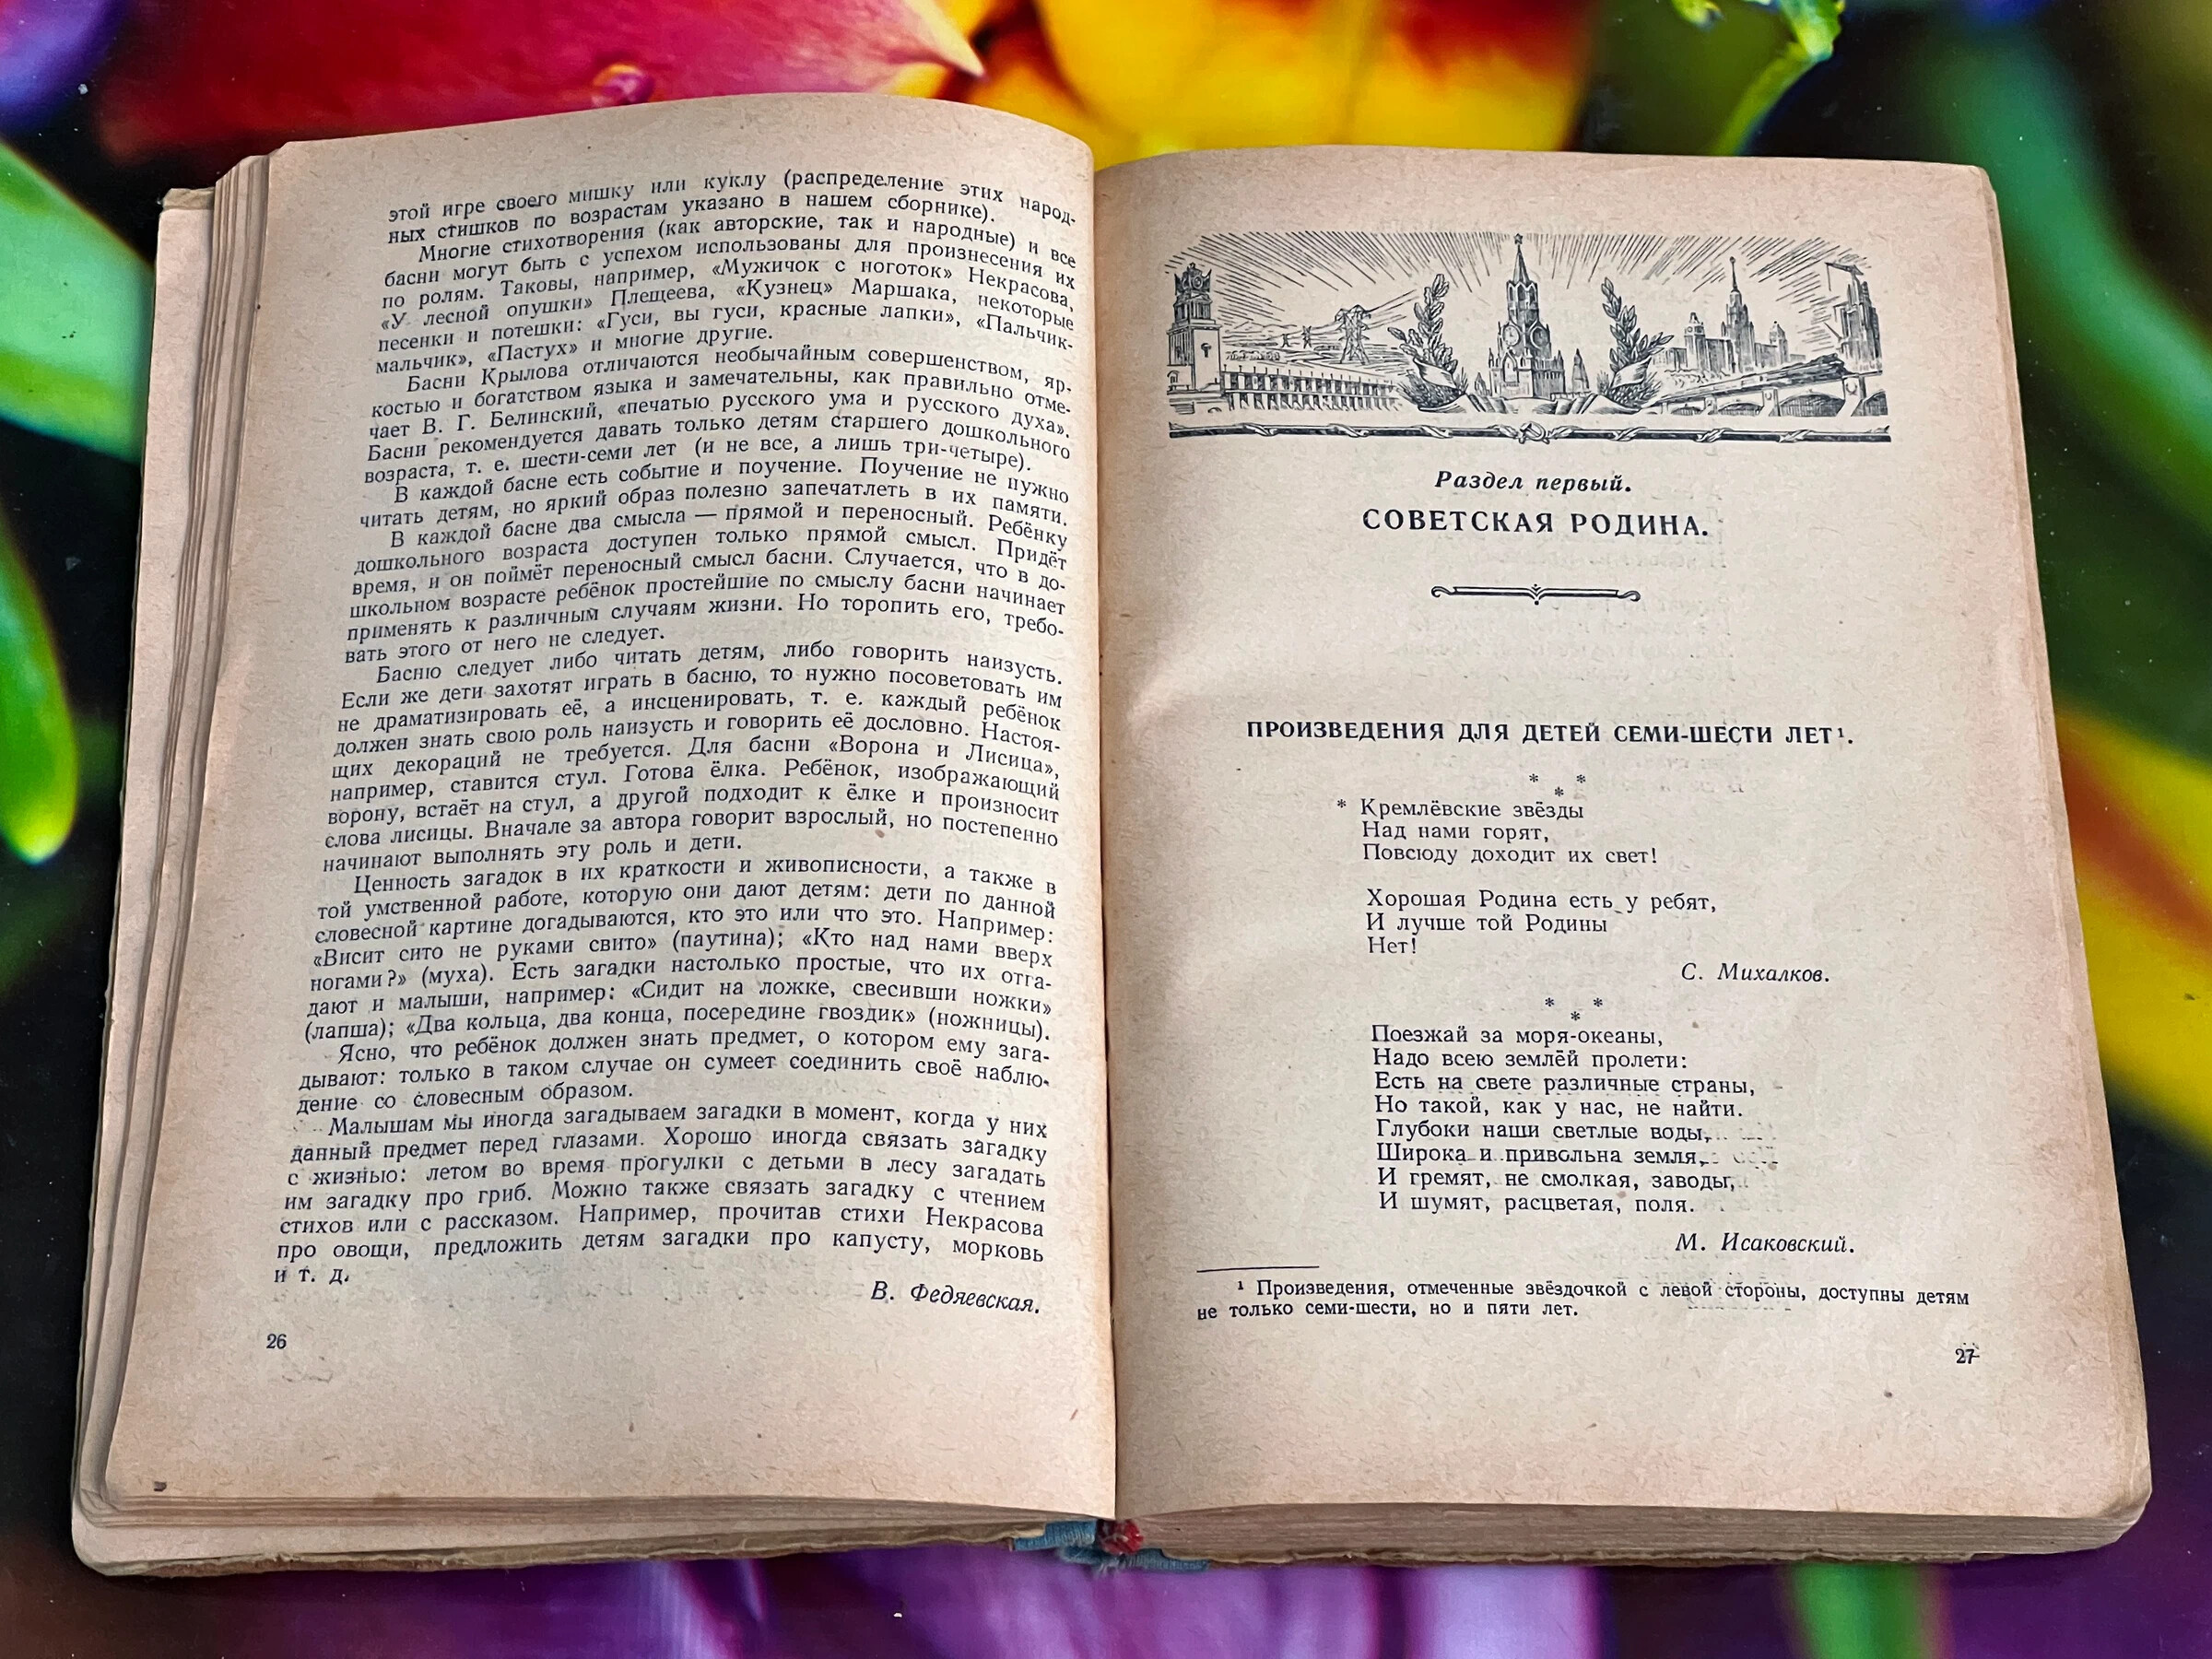 этой игре своего мишку или куклу (распределение этих народ-
ных стишков по возрастам указано в нашем сборнике).
Многие стихотворения (как авторские, так и народные) и все
басни могут быть с успехом использованы для произнесения их
по ролям. Таковы, например, «Мужичок с ноготок» Некрасова,
«У лесной опушки» Плещеева, «Кузнец» Маршака, некоторые
песенки и потешки: «Гуси, вы гуси, красные лапки», «Пальчик-
мальчик», «Пастух» и многие другие.
Басни Крылова отличаются необычайным совершенством, яр-
костью и богатством языка и замечательны, как правильно отме-
чает В. Г. Белинский, «печатью русского ума и русского духа».
Басни рекомендуется давать только детям старшего дошкольного
возраста, т. е. шести-семи лет (и не все, а лишь три-четыре).
В каждой басне есть событие и поучение. Поучение не нужно
читать детям, но яркий образ полезно запечатлеть в их памяти.
В каждой басне два смысла — прямой и переносный. Ребёнку
дошкольного возраста доступен только прямой смысл. Придёт
время, и он поймёт переносный смысл басни. Случается, что в до-
школьном возрасте ребёнок простейшие по смыслу басни начинает
применять к различным случаям жизни. Но торопить его, требо-
вать этого от него не следует.
Басню следует либо читать детям, либо говорить наизусть.
Если же дети захотят играть в басню, то нужно посоветовать им
не драматизировать её, а инсценировать, т. е. каждый ребёнок
должен знать свою роль наизусть и говорить её дословно. Настоя-
щих декораций не требуется. Для басни «Ворона и Лисица»,
например, ставится стул. Готова ёлка. Ребёнок, изображающий
ворону, встаёт на стул, а другой подходит к ёлке и произносит
слова лисицы. Вначале за автора говорит взрослый, но постепенно
начинают выполнять эту роль и дети.
Ценность загадок в их краткости и живописности, а также в
той умственной работе, которую они дают детям: дети по данной
словесной картине догадываются, кто это или что это. Например:
«Висит сито не руками свито» (паутина); «Кто над нами вверх
ногами?» (муха). Есть загадки настолько простые, что их отга-
дают и малыши, например: «Сидит на ложке, свесивши ножки»
(лапша); «Два кольца, два конца, посередине гвоздик» (ножницы).
Ясно, что ребёнок должен знать предмет, о котором ему зага-
дывают: только в таком случае он сумеет соединить своё наблю-
дение со словесным образом.
Малышам мы иногда загадываем загадки в момент, когда у них
данный предмет перед глазами. Хорошо иногда связать загадку
с жизнью: летом во время прогулки с детьми в лесу загадать
им загадку про гриб. Можно также связать загадку с чтением
стихов или с рассказом. Например, прочитав стихи Некрасова
про овощи, предложить детям загадки про капусту, морковь
и т. д.
В. Федяевская.
26
Раздел первый.
СОВЕТСКАЯ РОДИНА.
ПРОИЗВЕДЕНИЯ ДЛЯ ДЕТЕЙ СЕМИ-ШЕСТИ ЛЕТ¹.
* *
*
* Кремлёвские звёзды
Над нами горят,
Повсюду доходит их свет!
Хорошая Родина есть у ребят,
И лучше той Родины
Нет!
С. Михалков.
* *
*
Поезжай за моря-океаны,
Надо всею землёй пролети:
Есть на свете различные страны,
Но такой, как у нас, не найти.
Глубоки наши светлые воды,
Широка и привольна земля,
И гремят, не смолкая, заводы,
И шумят, расцветая, поля.
М. Исаковский.
¹ Произведения, отмеченные звёздочкой с левой стороны, доступны детям
не только семи-шести, но и пяти лет.
27